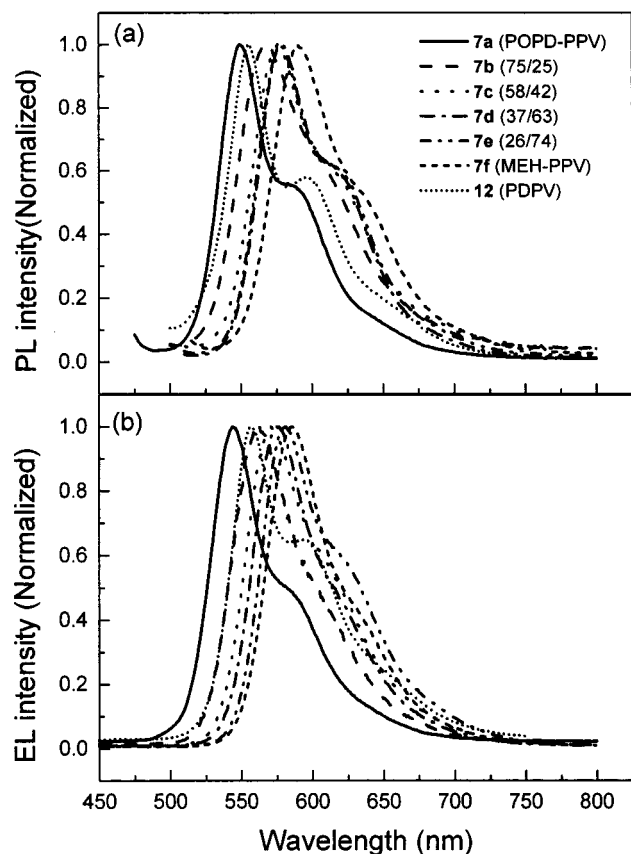 (a)
7a (POPD-PPV)
7b (75/25)
7c (58/42)
7d (37/63)
7e (26/74)
7f (MEH-PPV)
12 (PDPV)
PL intensity(Normalized)
1.0
0.8
0.6
0.4
0.2
0.0
(b)
EL intensity (Normalized)
1.0
0.8
0.6
0.4
0.2
0.0
450 500 550 600 650 700 750 800
Wavelength (nm)